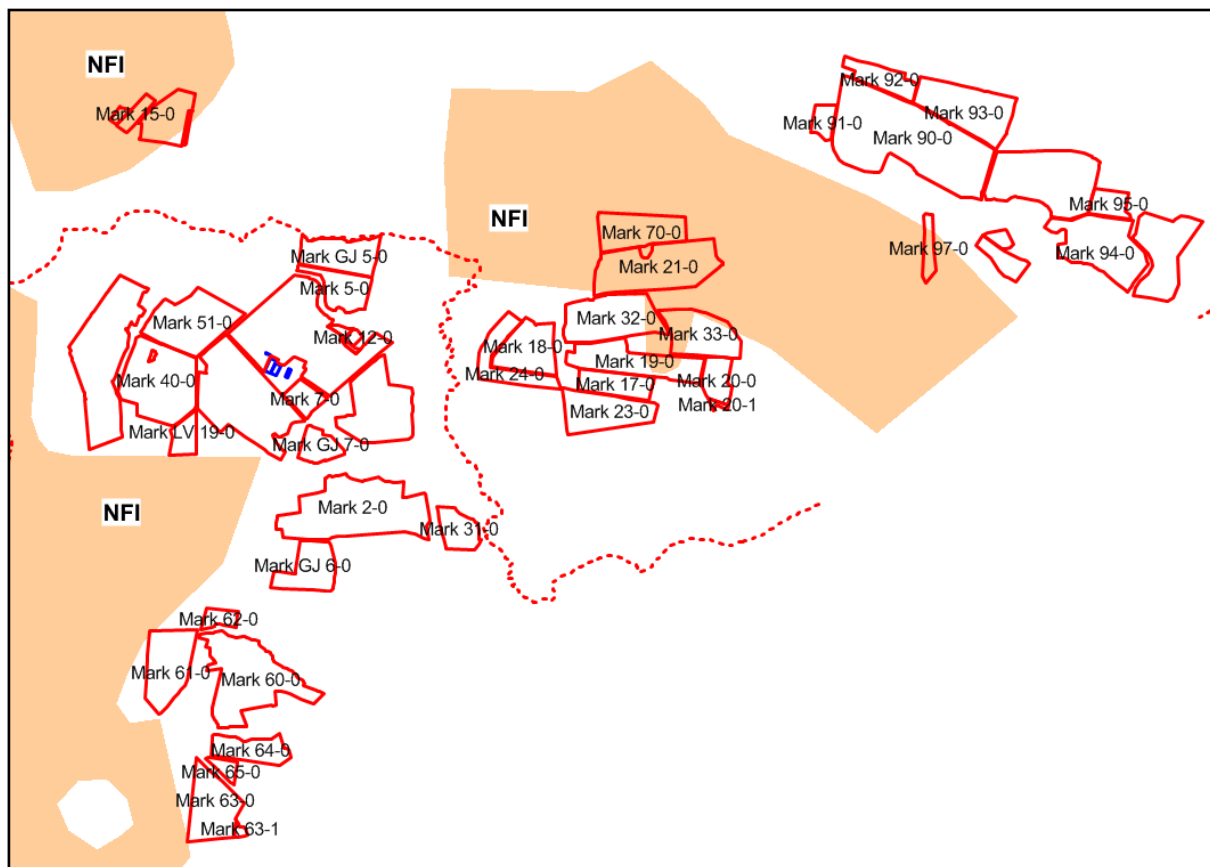 NFI
Mark 15-0
Mark 92-0
Mark 93-0
Mark 91-0
Mark 90-0
NFI
Mark 95-0
Mark 70-0
Mark 97-0
Mark 94-0
Mark GJ 5-0
Mark 21-0
Mark 5-0
Mark 51-0
Mark 12-0
Mark 32-0
Mark 33-0
Mark 18-0
Mark 19-0
Mark 40-0
Mark 24-0
Mark 17-0
Mark 20-0
Mark 7-0
Mark 20-1
Mark 23-0
Mark LV 19-0
Mark GJ 7-0
NFI
Mark 2-0
Mark 31-0
Mark GJ 6-0
Mark 62-0
Mark 61-0
Mark 60-0
Mark 64-0
Mark 65-0
Mark 63-0
Mark 63-1